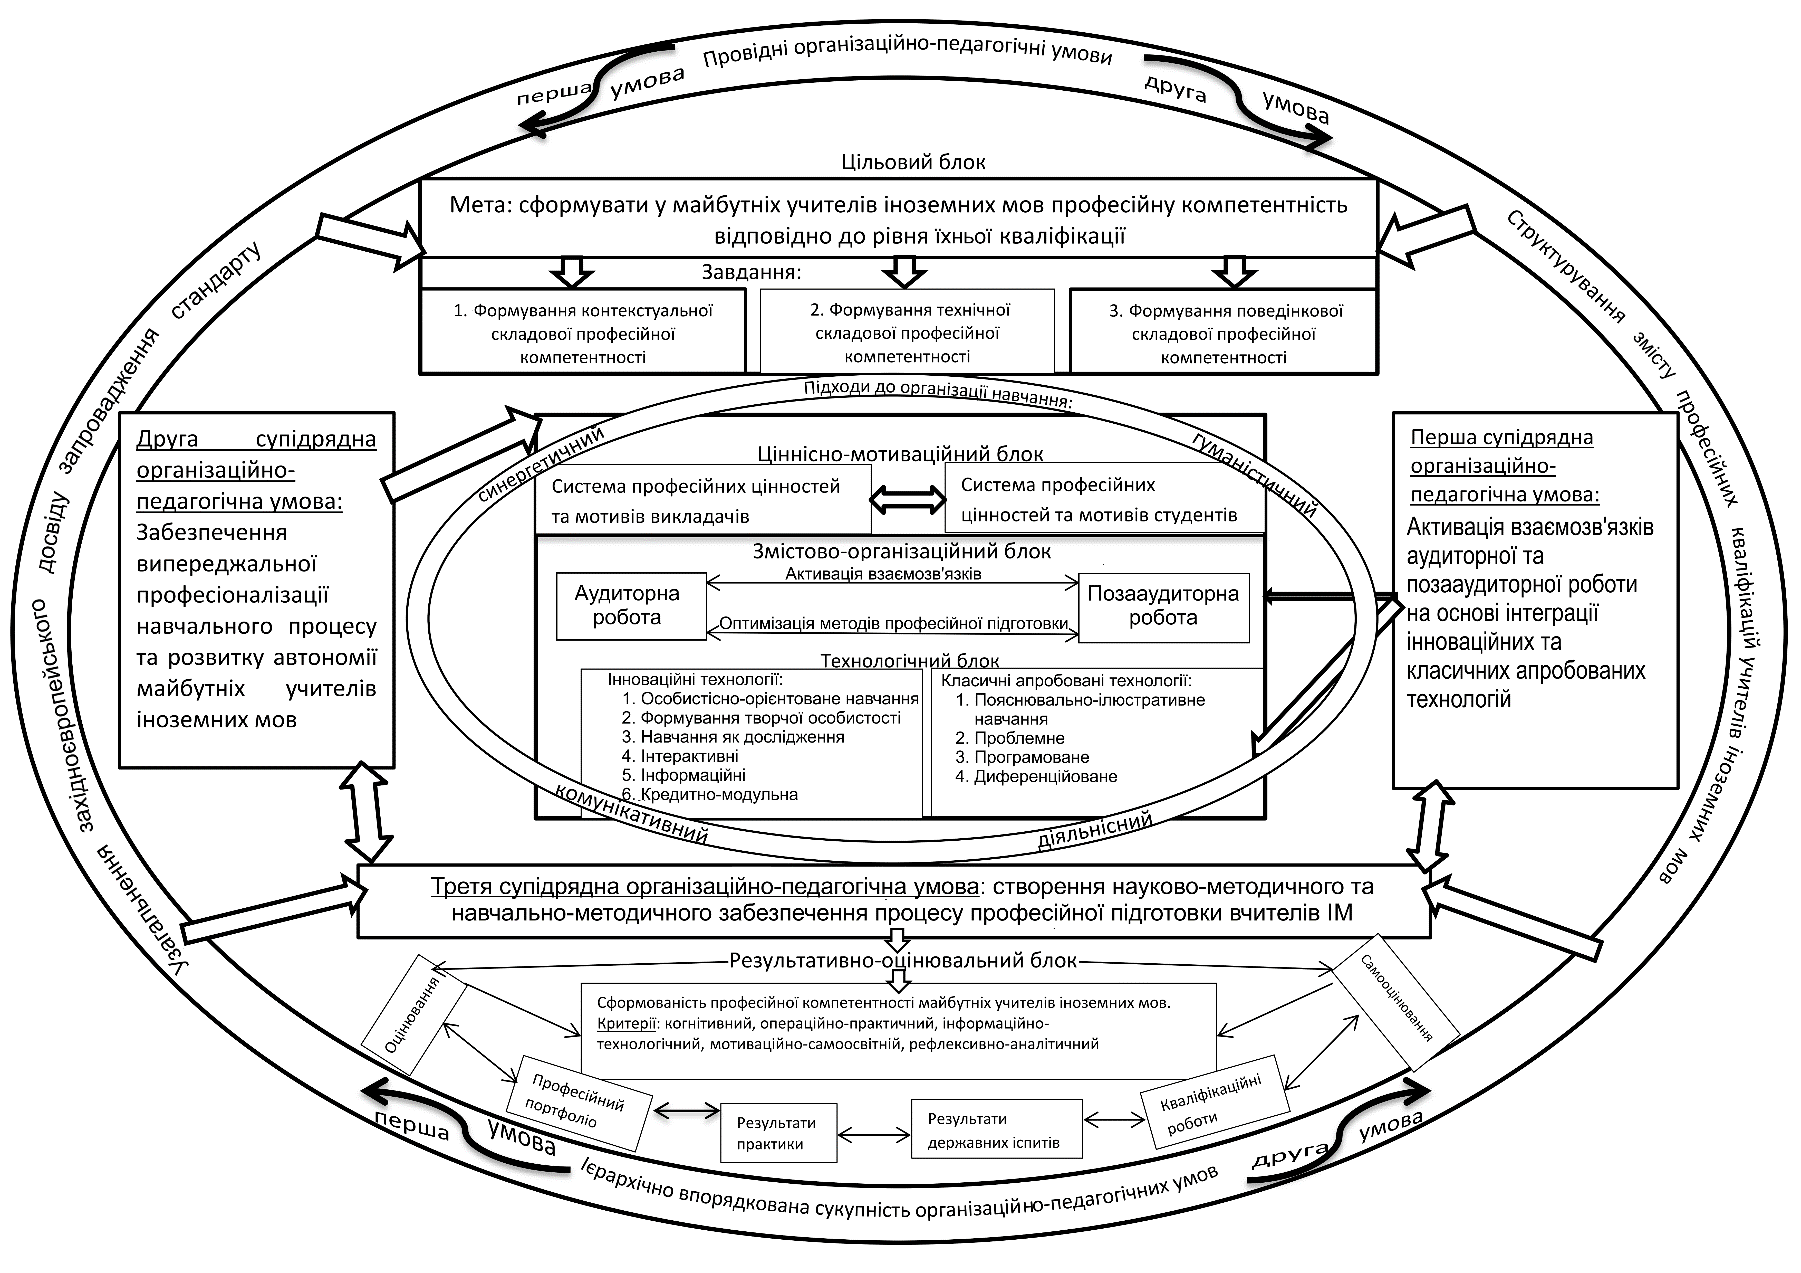 Провідні організаційно-педагогічні умови
перша умова
друга умова
Узагальнення західноєвропейського досвіду запровадження стандарту
Структурування змісту професійних кваліфікацій учителів іноземних мов
Цільовий блок
Мета: сформувати у майбутніх учителів іноземних мов професійну компетентність
відповідно до рівня їхньої кваліфікації
Завдання:
1. Формування контекстуальної
складової професійної
компетентності
2. Формування технічної
складової професійної
компетентності
3. Формування поведінкової
складової професійної
компетентності
Підходи до організації навчання:
синергетичний
гуманістичний
комунікативний
діяльнісний
Друга супідрядна
організаційно-
педагогічна умова:
Забезпечення
випереджальної
професіоналізації
навчального процесу
та розвитку автономії
майбутніх учителів
іноземних мов
Ціннісно-мотиваційний блок
Система професійних цінностей
та мотивів викладачів
Система професійних
цінностей та мотивів студентів
Змістово-організаційний блок
Активація взаємозв'язків
Аудиторна
робота
Позааудиторна
робота
Оптимізація методів професійної підготовки
Технологічний блок
Інноваційні технології:
1. Особистісно-орієнтоване навчання
2. Формування творчої особистості
3. Навчання як дослідження
4. Інтерактивні
5. Інформаційні
6. Кредитно-модульна
Класичні апробовані технології:
1. Пояснювально-ілюстративне
навчання
2. Проблемне
3. Програмоване
4. Диференційоване
Перша супідрядна
організаційно-
педагогічна умова:
Активація взаємозв'язків
аудиторної та
позааудиторної роботи
на основі інтеграції
інноваційних та
класичних апробованих
технологій
Третя супідрядна організаційно-педагогічна умова: створення науково-методичного та
навчально-методичного забезпечення процесу професійної підготовки вчителів ІМ
Результативно-оцінювальний блок
Оцінювання
Самооцінювання
Сформованість професійної компетентності майбутніх учителів іноземних мов.
Критерії: когнітивний, операційно-практичний, інформаційно-
технологічний, мотиваційно-самоосвітній, рефлексивно-аналітичний
Професійний
портфоліо
Результати
практики
Результати
державних іспитів
Кваліфікаційні
роботи
перша умова
друга умова
Ієрархічно впорядкована сукупність організаційно-педагогічних умов